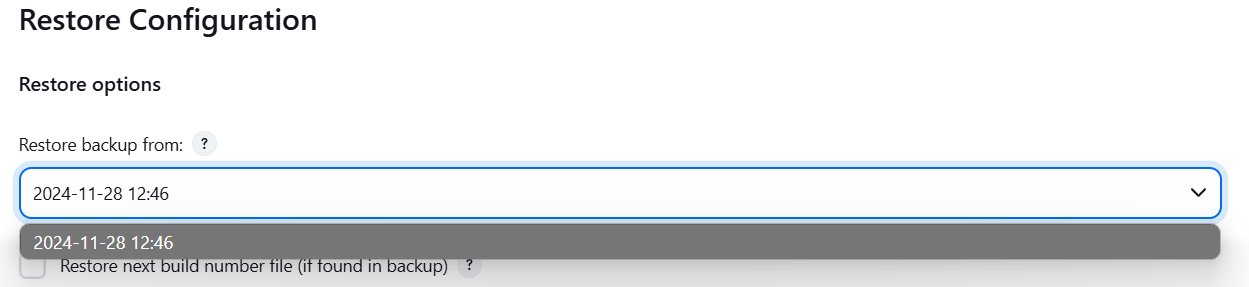 Restore Configuration
Restore options
Restore backup from: ?
2024-11-28 12:46
2024-11-28 12:46
Restore next build number file (if found in backup) ?